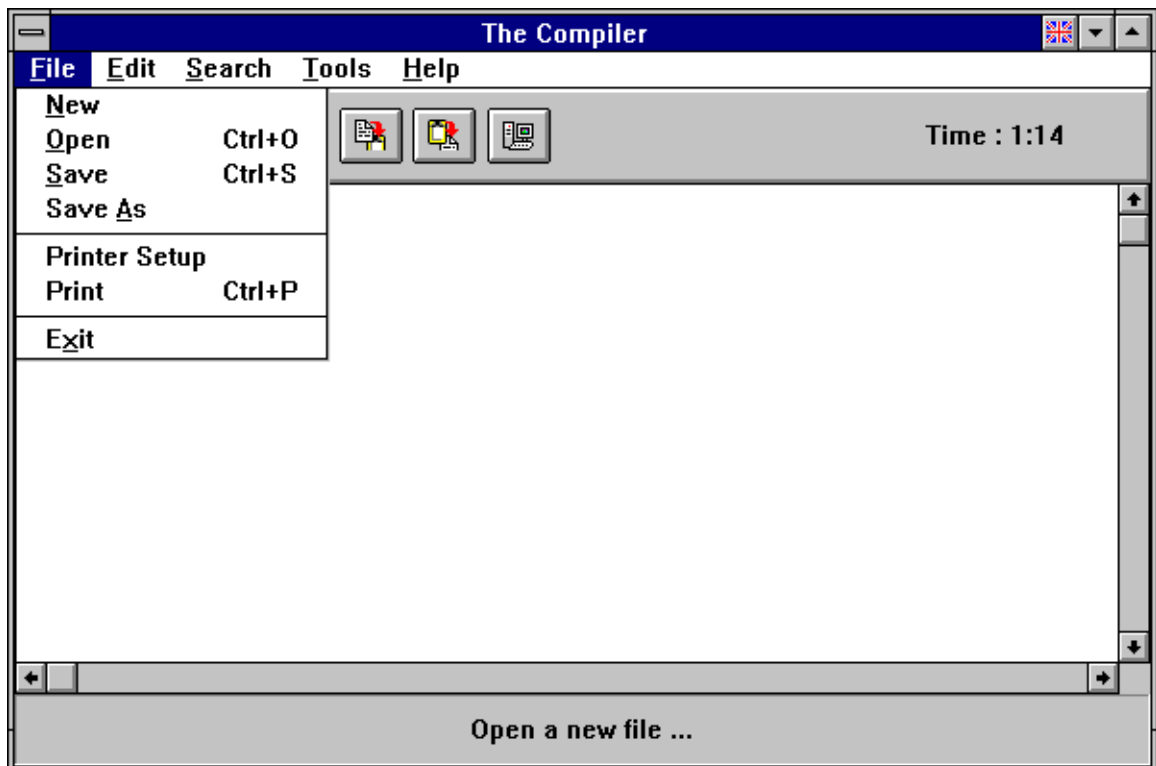 The Compiler
File Edit Search Tools Help
New
Open Ctrl+O
Save Ctrl+S
Save As
Printer Setup
Print Ctrl+P
Exit
Time : 1:14
Open a new file ...